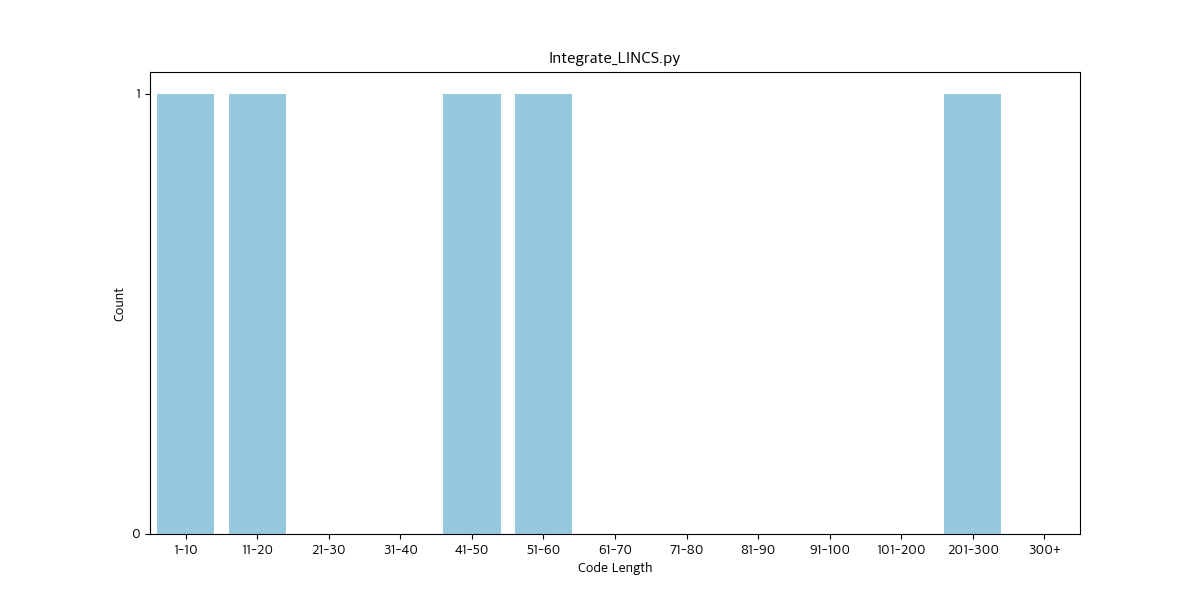 Integrate_LINCS.py
Count
1
0
1-10 11-20 21-30 31-40 41-50 51-60 61-70 71-80 81-90 91-100 101-200 201-300 300+
Code Length